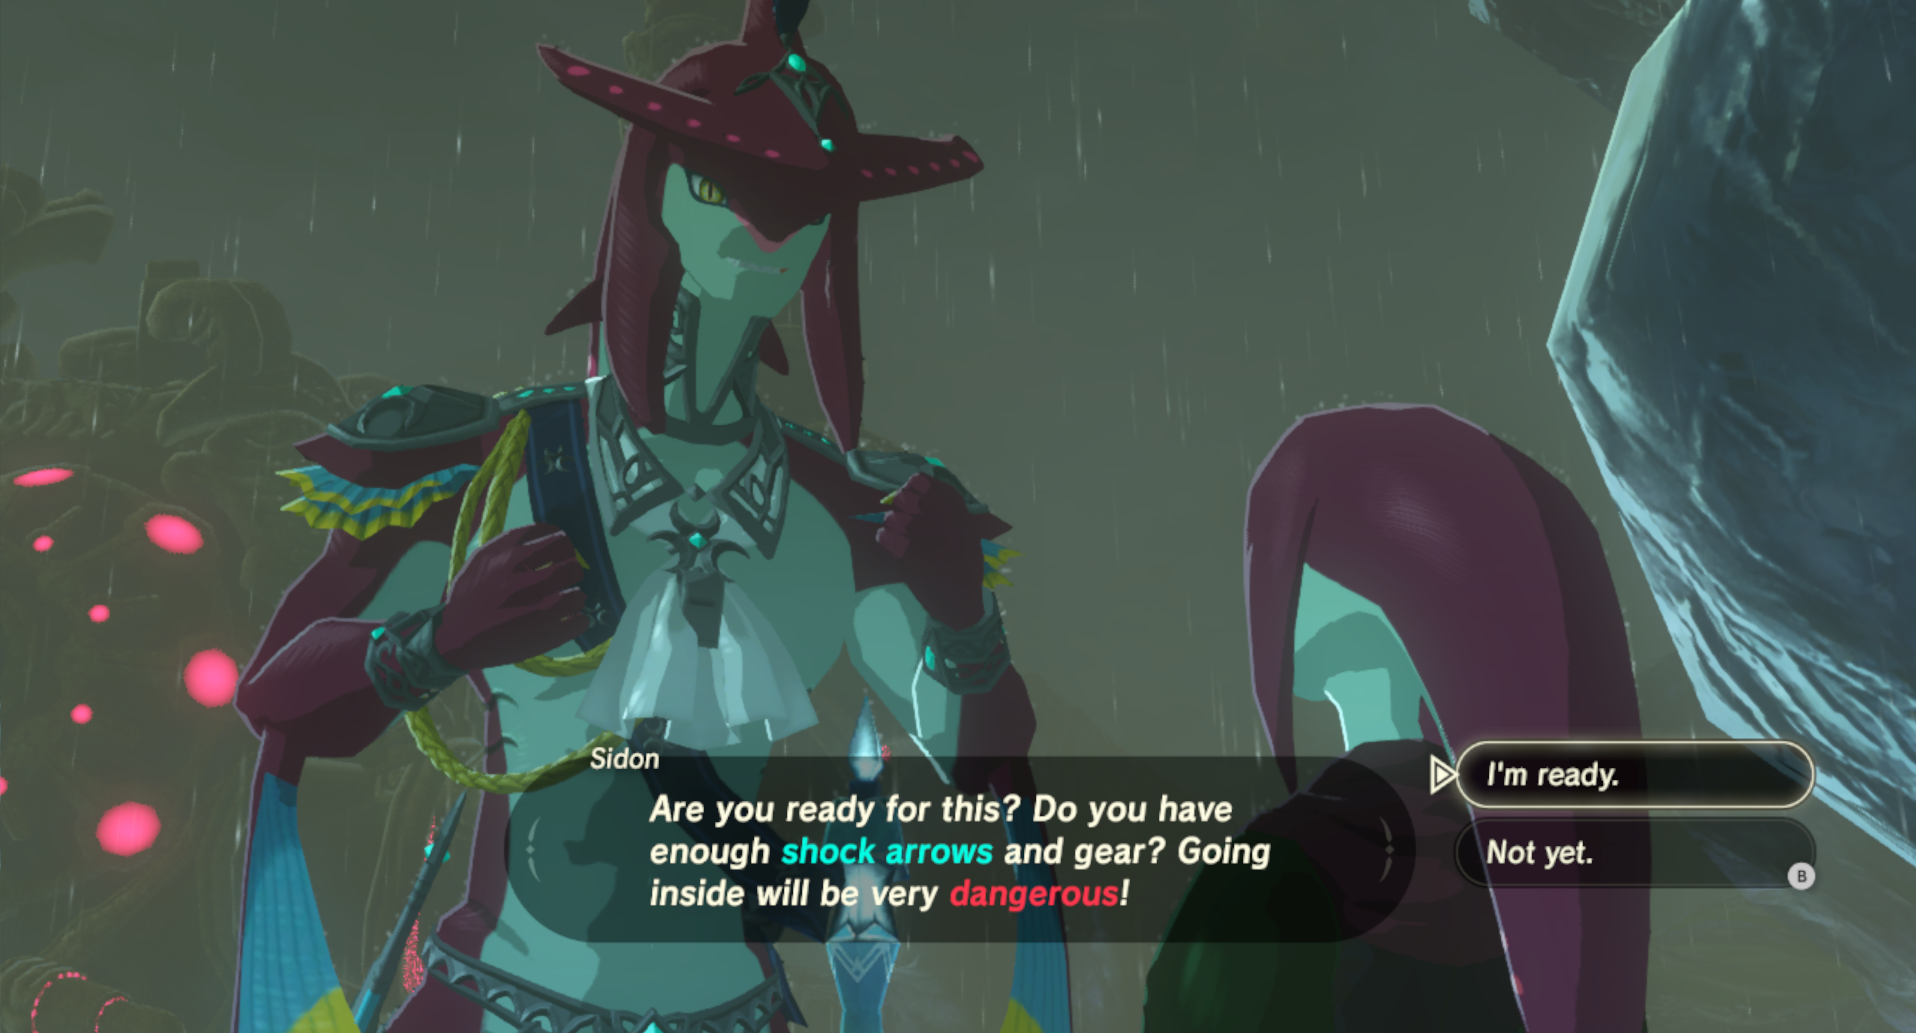 Sidon
Are you ready for this? Do you have
enough shock arrows and gear? Going
inside will be very dangerous!
I'm ready.
Not yet.
B